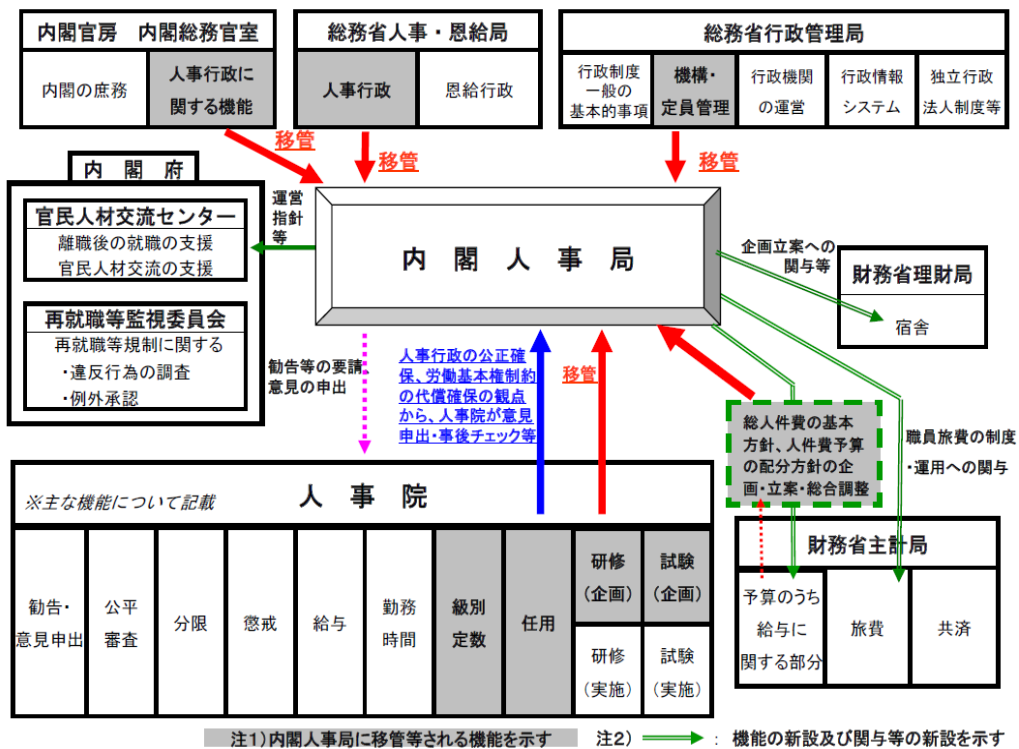 内閣官房　内閣総務官室
内閣の庶務
人事行政に
関する機能
総務省人事・恩給局
人事行政
恩給行政
総務省行政管理局
行政制度
一般の
基本的事項
機構・
定員管理
行政機関
の運営
行政情報
システム
独立行政
法人制度等
移管
移管
移管
内　閣　府
官民人材交流センター
離職後の就職の支援
官民人材交流の支援
再就職等監視委員会
再就職等規制に関する
・違反行為の調査
・例外承認
運営
指針
等
内　閣　人　事　局
企画立案への
関与等
財務省理財局
宿舎
勧告等の要請、
意見の申出
人事行政の公正確
保、労働基本権制約
の代償確保の観点
から、人事院が意見
申出・事後チェック等
移管
総人件費の基本
方針、人件費予算
の配分方針の企
画・立案・総合調整
職員旅費の制度
・運用への関与
※主な機能について記載
人　事　院
勧告・
意見申出
公平
審査
分限
懲戒
給与
勤務
時間
級別
定数
任用
研修
（企画）
試験
（企画）
研修
（実施）
試験
（実施）
財務省主計局
予算のうち
給与に
関する部分
旅費
共済
注1）内閣人事局に移管等される機能を示す
注2）　：　機能の新設及び関与等の新設を示す